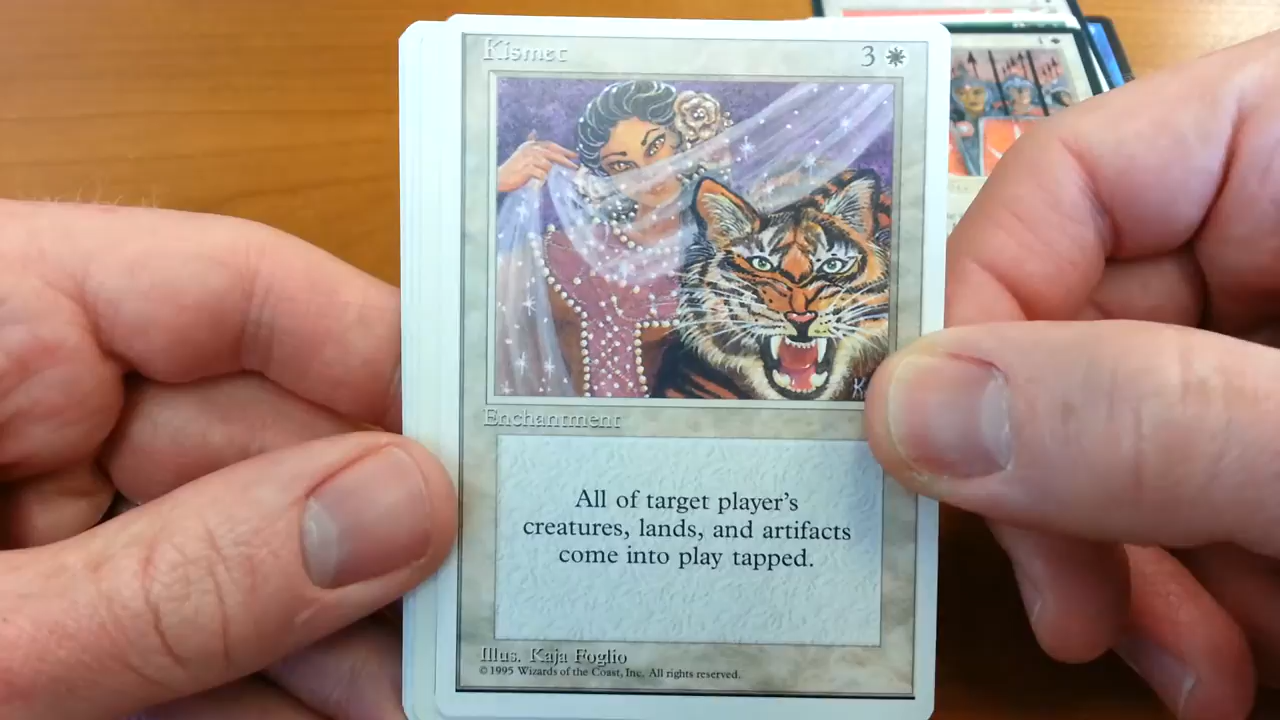 Kismet 3
Enchantment
All of target player's
creatures, lands, and artifacts
come into play tapped.
Illus. Kaja Foglio
© 1995 Wizards of the Coast, Inc. All rights reserved.